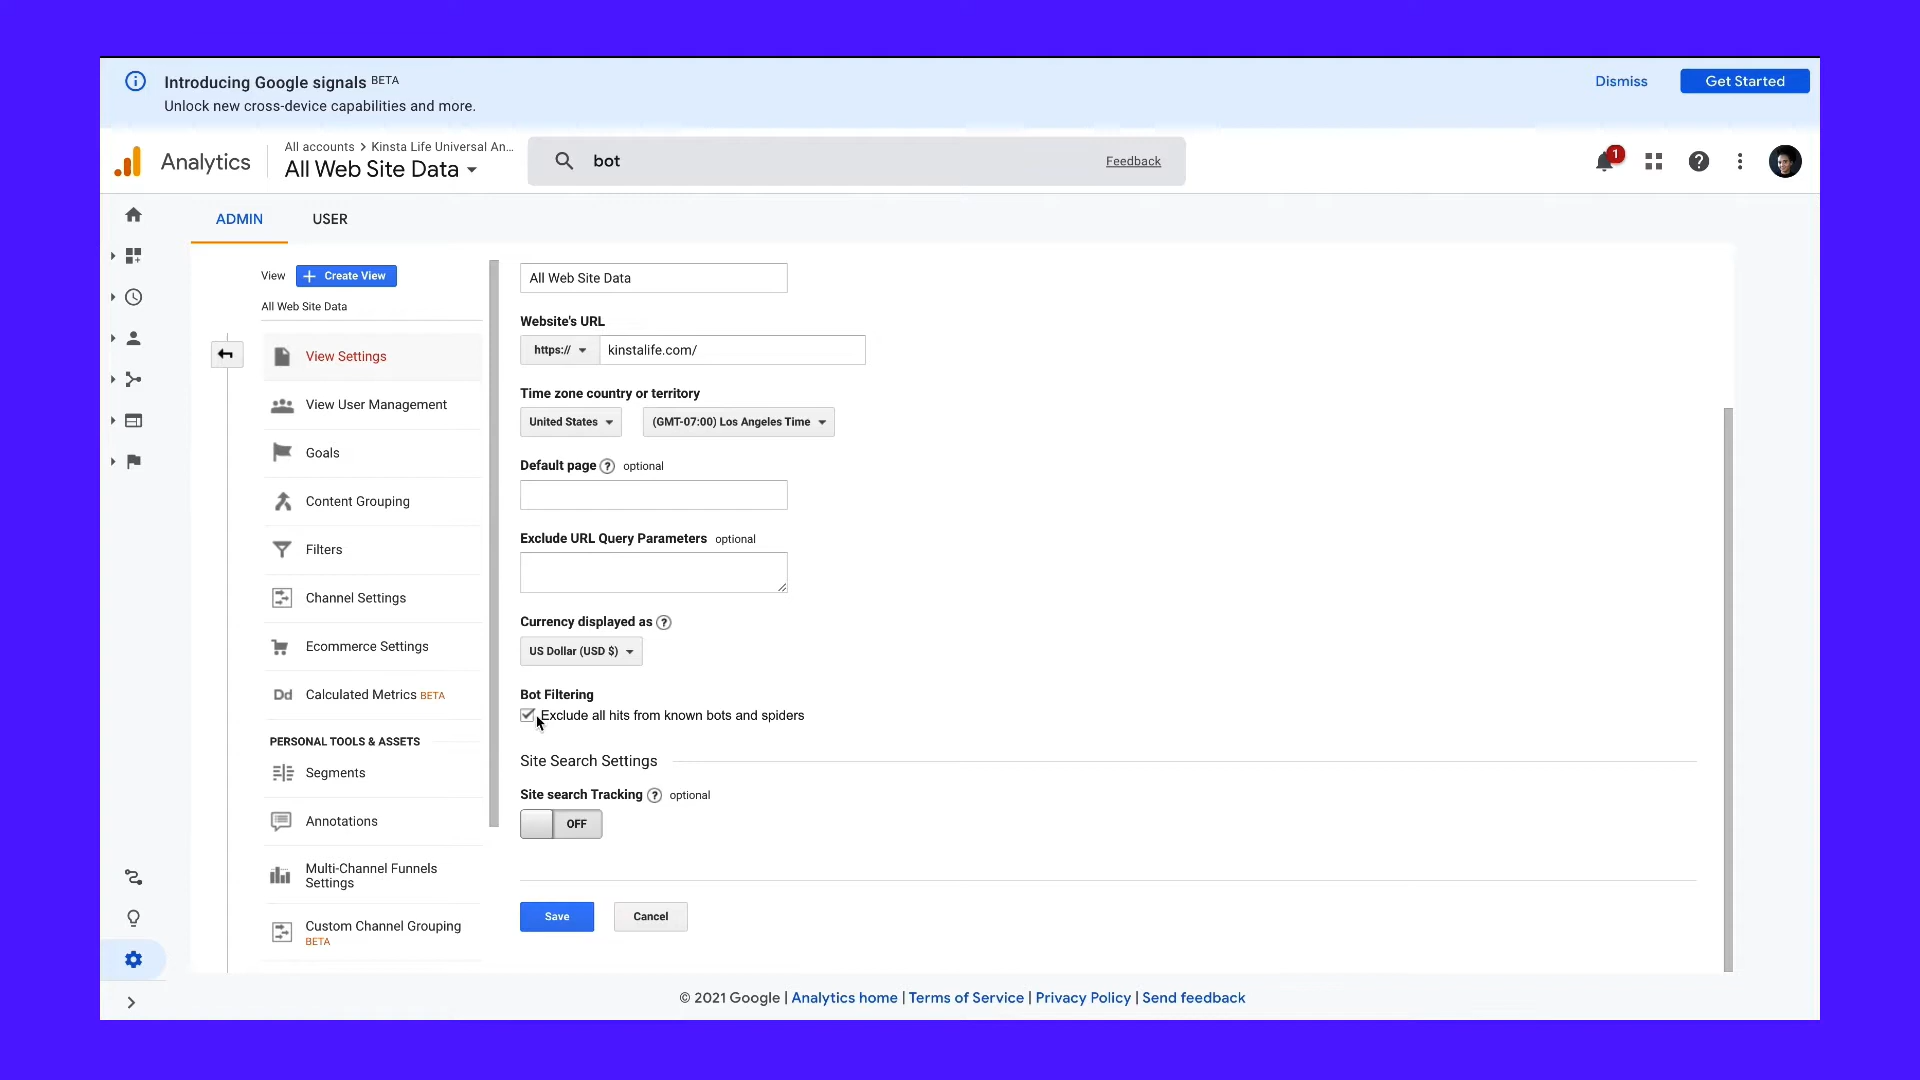 Introducing Google signals BETA
Unlock new cross-device capabilities and more.
Dismiss
Get Started
Analytics
All accounts > Kinsta Life Universal An...
All Web Site Data
bot
Feedback
1
ADMIN
USER
View
+ Create View
All Web Site Data
View Settings
View User Management
Goals
Content Grouping
Filters
Channel Settings
Ecommerce Settings
Dd Calculated Metrics BETA
PERSONAL TOOLS & ASSETS
Segments
Annotations
Multi-Channel Funnels
Settings
Custom Channel Grouping
BETA
All Web Site Data
Website's URL
https://
kinstalife.com/
Time zone country or territory
United States
(GMT-07:00) Los Angeles Time
Default page ? optional
Exclude URL Query Parameters optional
Currency displayed as ?
US Dollar (USD $)
Bot Filtering
Exclude all hits from known bots and spiders
Site Search Settings
Site search Tracking ? optional
OFF
Save
Cancel
© 2021 Google | Analytics home | Terms of Service | Privacy Policy | Send feedback